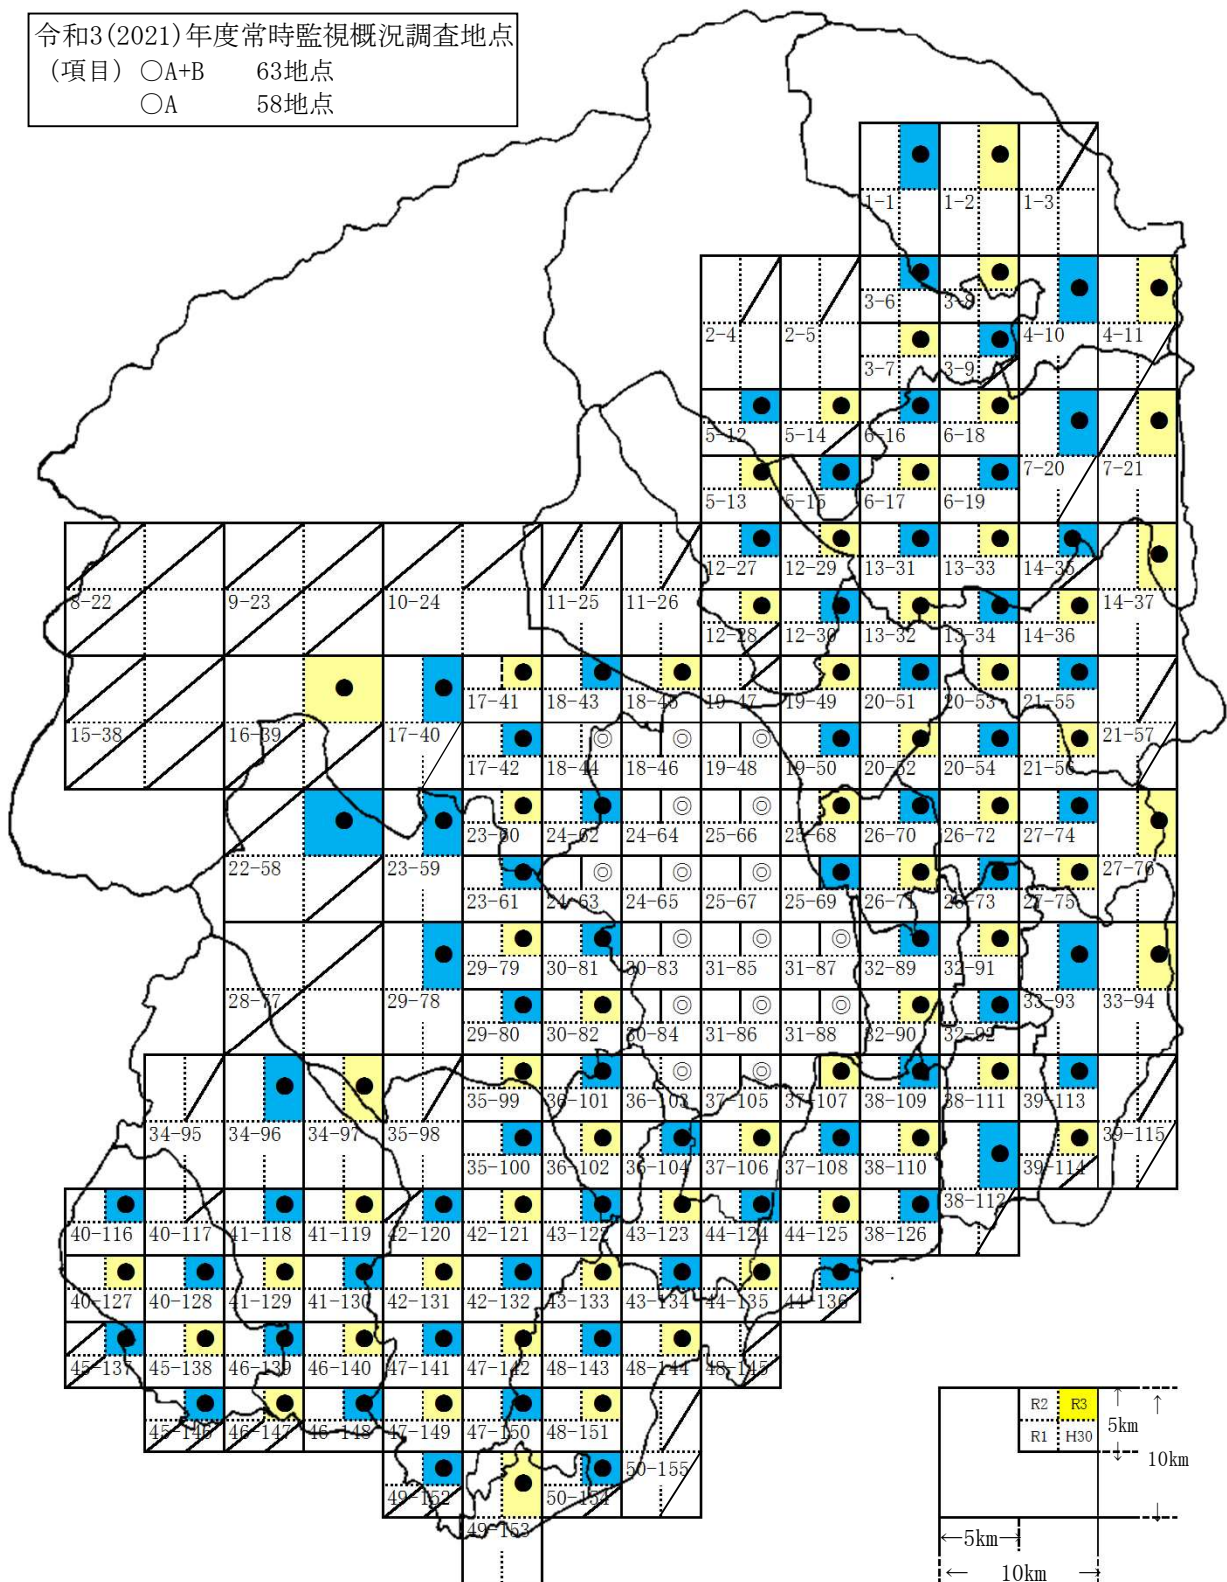 令和3(2021)年度常時監視概況調査地点
(項目) ○A+B 63地点
○A 58地点
1-1 1-2 1-3
3-6 3-8
2-4 2-5 4-10 4-11
3-7 3-9
5-12 5-14 6-16 6-18
7-20 7-21
5-13 5-15 6-17 6-19
12-27 12-29 13-31 13-33 14-35
8-22 9-23 10-24 11-25 11-26 14-37
12-28 12-30 13-32 13-34 14-36
17-41 18-43 18-45 19-47 19-49 20-51 20-53 21-55
15-38 16-39 17-40 ◎ ◎ ◎ 21-57
17-42 18-44 18-46 19-48 19-50 20-52 20-54 21-56
◎ ◎
23-60 24-62 24-64 25-66 25-68 26-70 26-72 27-74
22-58 23-59 ◎ ◎ ◎ 27-76
23-61 24-63 24-65 25-67 25-69 26-71 26-73 27-75
◎ ◎ ◎
29-79 30-81 30-83 31-85 31-87 32-89 32-91
28-77 29-78 ◎ ◎ ◎ 33-93 33-94
29-80 30-82 30-84 31-86 31-88 32-90 32-92
◎ ◎
35-99 36-101 36-103 37-105 37-107 38-109 38-111 39-113
34-95 34-96 34-97 35-98 39-115
35-100 36-102 36-104 37-106 37-108 38-110 39-114
38-112
40-116 40-117 41-118 41-119 42-120 42-121 43-122 43-123 44-124 44-125 38-126
40-127 40-128 41-129 41-130 42-131 42-132 43-133 43-134 44-135 44-136
45-137 45-138 46-139 46-140 47-141 47-142 48-143 48-144 48-145
45-146 46-147 46-148 47-149 47-150 48-151
50-155
49-152 50-154
49-153
R2 R3
R1 H30
↑
5km
↓
↑
10km
↓
←5km→
← 10km →